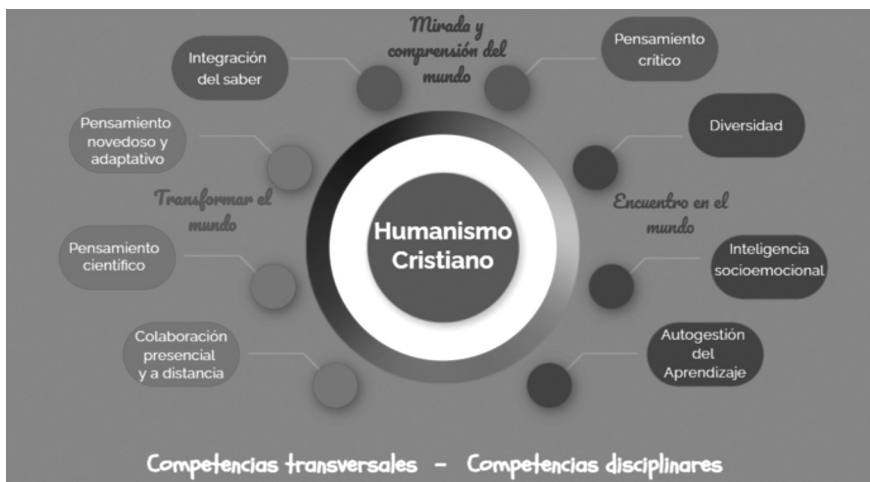 Mirada y
comprensión del
mundo
Integración
del saber
Pensamiento
crítico
Pensamiento
novedoso y
adaptativo
Diversidad
Transformar el
mundo
Encuentro en el
mundo
Humanismo
Cristiano
Pensamiento
científico
Inteligencia
socioemocional
Colaboración
presencial
y a distancia
Autogestión
del
Aprendizaje
Competencias transversales - Competencias disciplinares